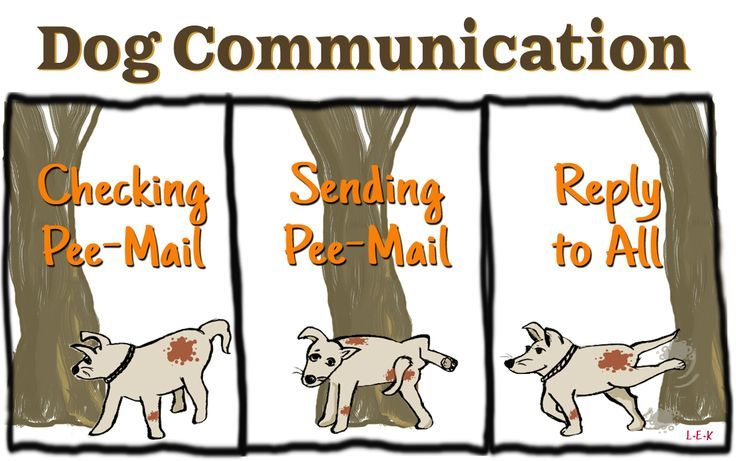 Dog Communication
Checking
Pee-Mail
Sending
Pee-Mail
Reply
to All
L-E-K